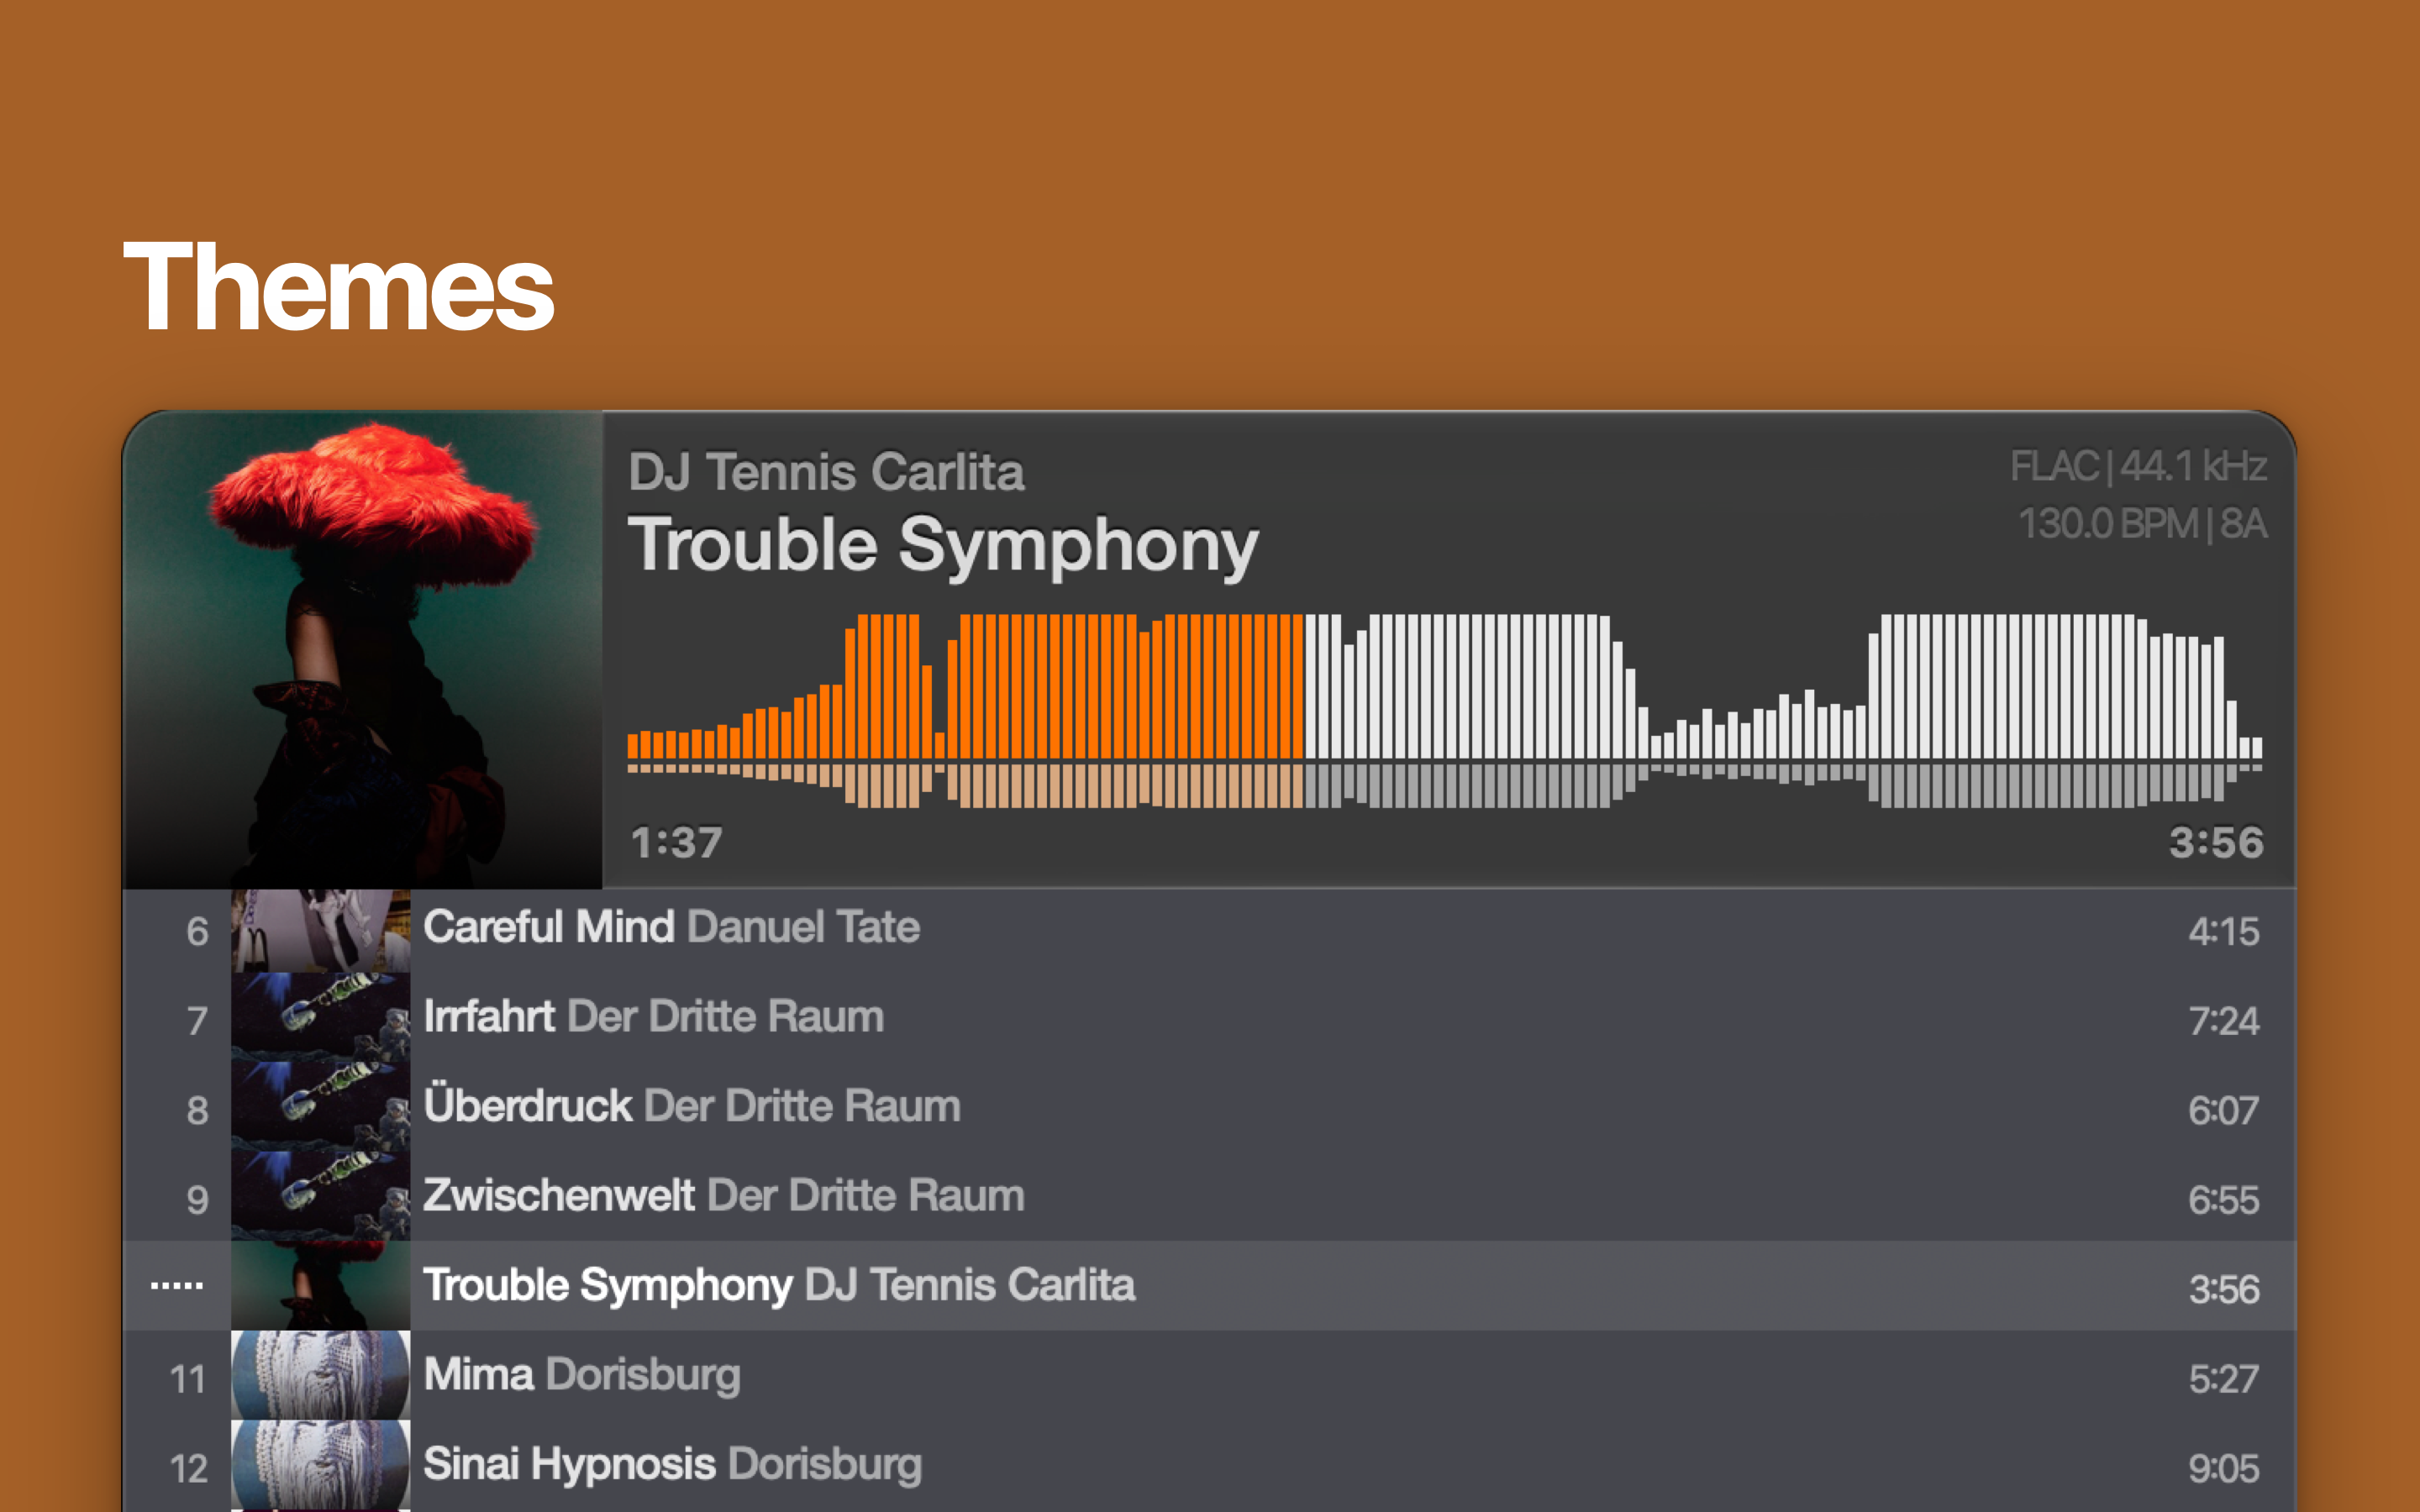 Themes
DJ Tennis Carlita
FLAC | 44.1 kHz
Trouble Symphony
130.0 BPM | 8A
1:37
3:56
6 Careful Mind Danuel Tate 4:15
7 Irrfahrt Der Dritte Raum 7:24
8 Überdruck Der Dritte Raum 6:07
9 Zwischenwelt Der Dritte Raum 6:55
Trouble Symphony DJ Tennis Carlita 3:56
11 Mima Dorisburg 5:27
12 Sinai Hypnosis Dorisburg 9:05